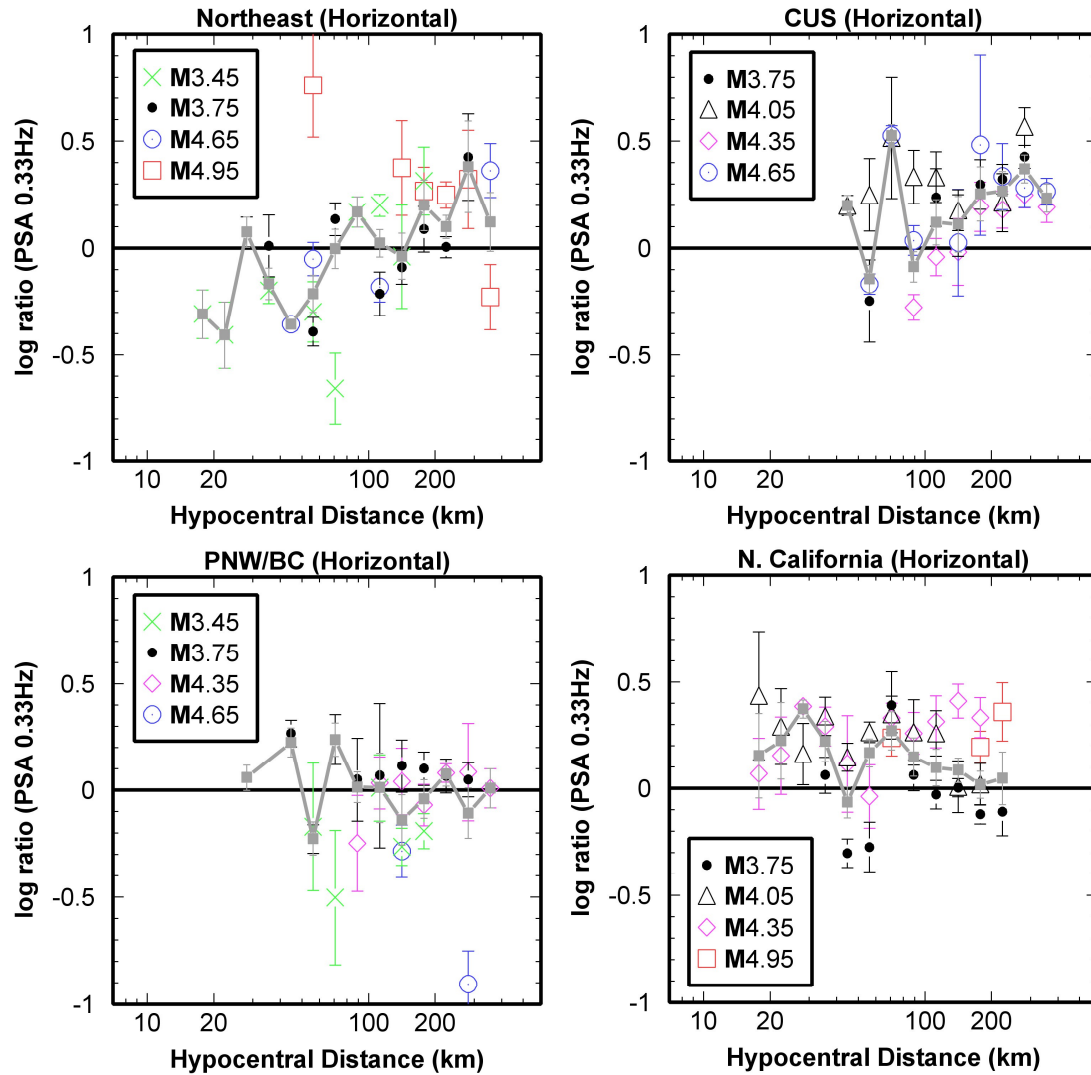 Northeast (Horizontal)
log ratio (PSA 0.33Hz)
1
0.5
0
-0.5
-1
M3.45
M3.75
M4.65
M4.95
10
20
100
200
Hypocentral Distance (km)
CUS (Horizontal)
log ratio (PSA 0.33Hz)
1
0.5
0
-0.5
-1
M3.75
M4.05
M4.35
M4.65
10
20
100
200
Hypocentral Distance (km)
PNW/BC (Horizontal)
log ratio (PSA 0.33Hz)
1
0.5
0
-0.5
-1
M3.45
M3.75
M4.35
M4.65
10
20
100
200
Hypocentral Distance (km)
N. California (Horizontal)
log ratio (PSA 0.33Hz)
1
0.5
0
-0.5
-1
M3.75
M4.05
M4.35
M4.95
10
20
100
200
Hypocentral Distance (km)